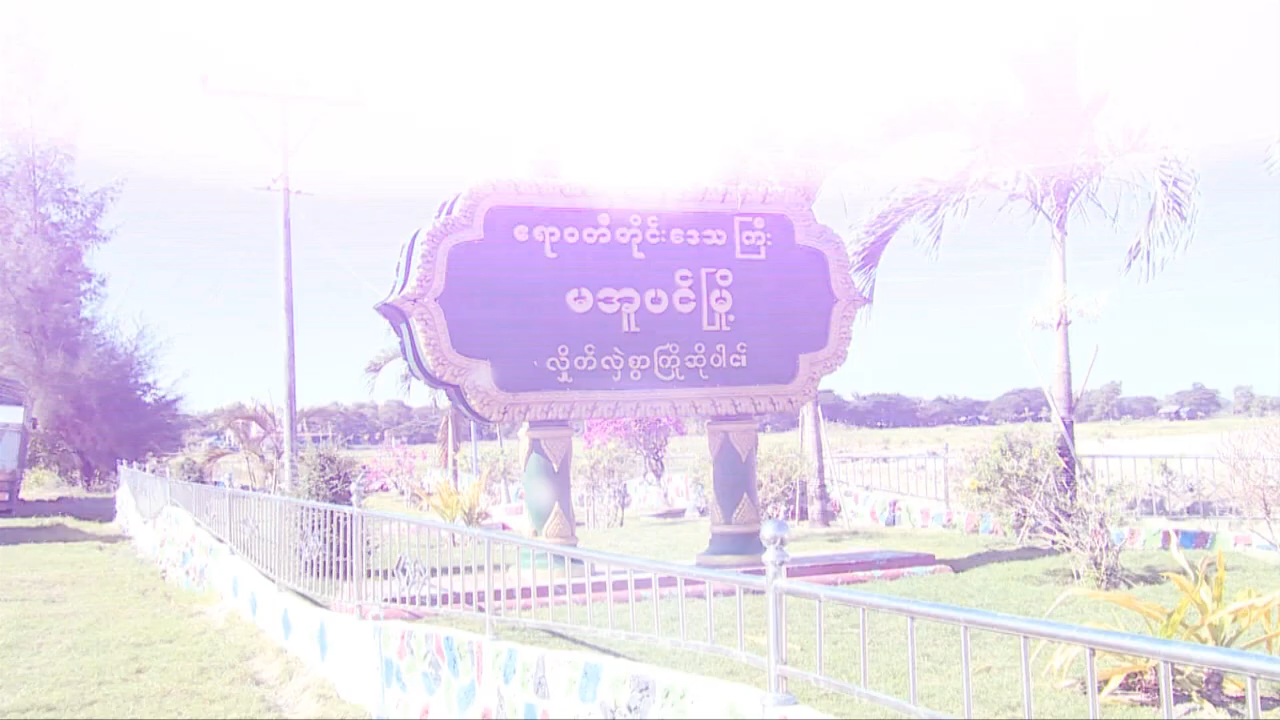 ဧရာဝတီတိုင်းဒေသကြီး
မအူပင်မြို့
လှိုက်လှဲစွာကြိုဆိုပါ၏